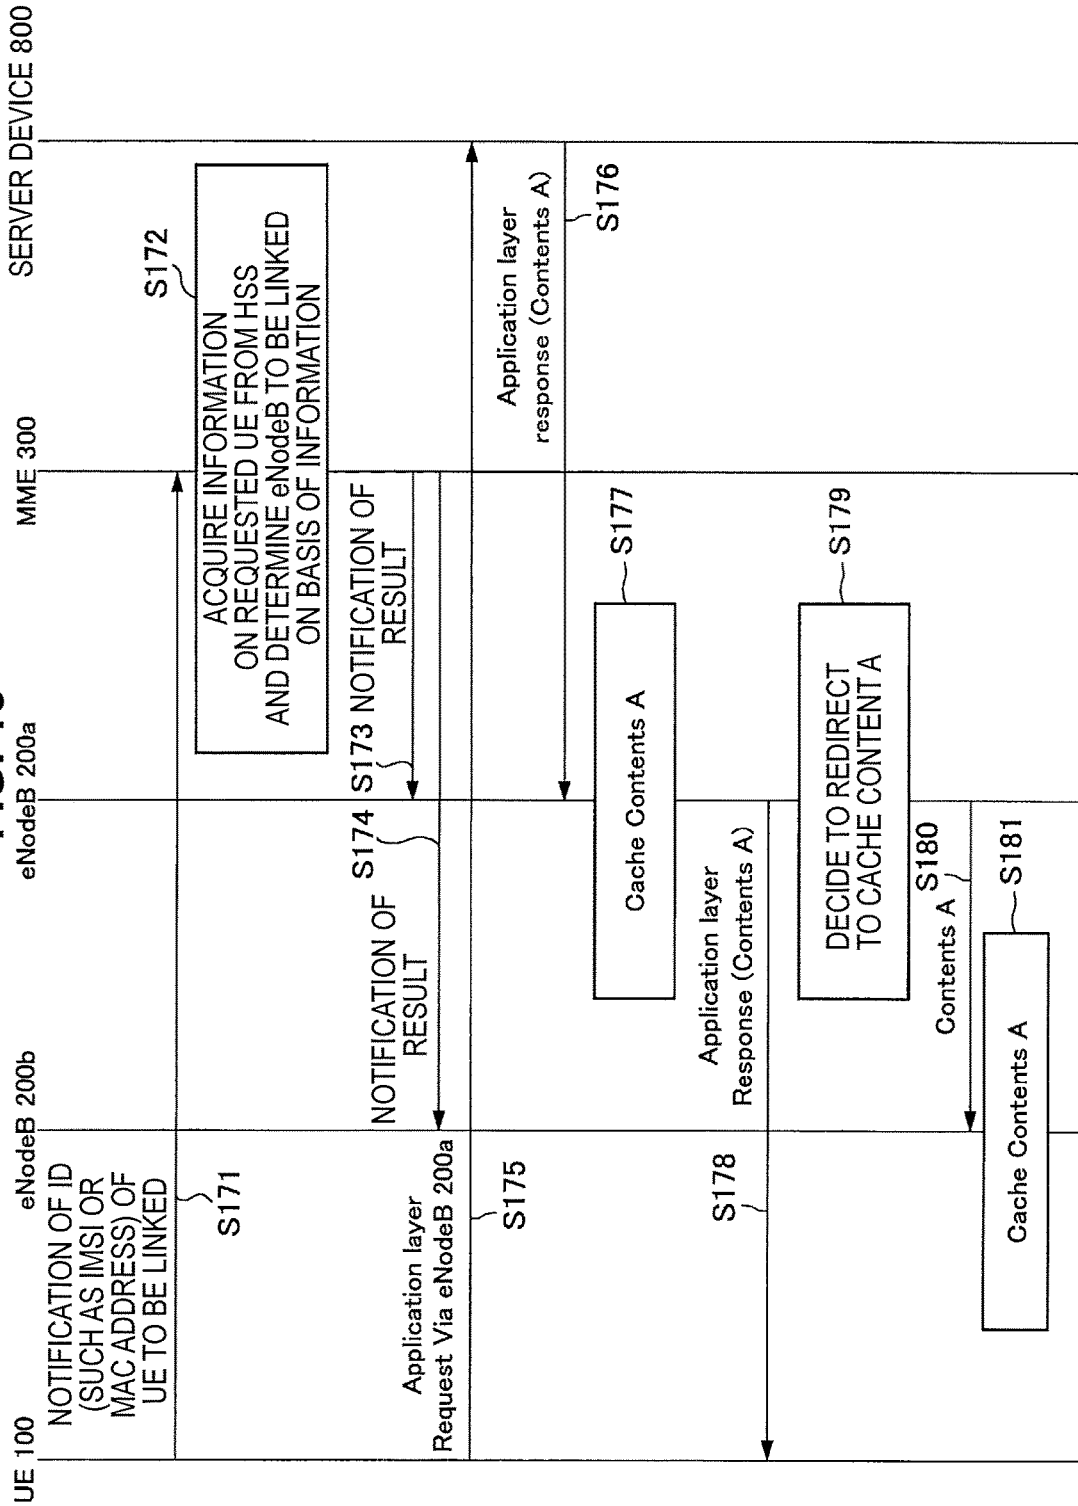 UE 100
eNodeB 200b
eNodeB 200a
MME 300
SERVER DEVICE 800
NOTIFICATION OF ID
(SUCH AS IMSI OR
MAC ADDRESS) OF
UE TO BE LINKED
S171
S172
ACQUIRE INFORMATION
ON REQUESTED UE FROM HSS
AND DETERMINE eNodeB TO BE LINKED
ON BASIS OF INFORMATION
S173 NOTIFICATION OF
RESULT
S174
NOTIFICATION OF
RESULT
Application layer
Request Via eNodeB 200a
S175
Application layer
response (Contents A)
S176
Cache Contents A
S177
Application layer
Response (Contents A)
S178
DECIDE TO REDIRECT
TO CACHE CONTENT A
S179
S180
Contents A
Cache Contents A
S181